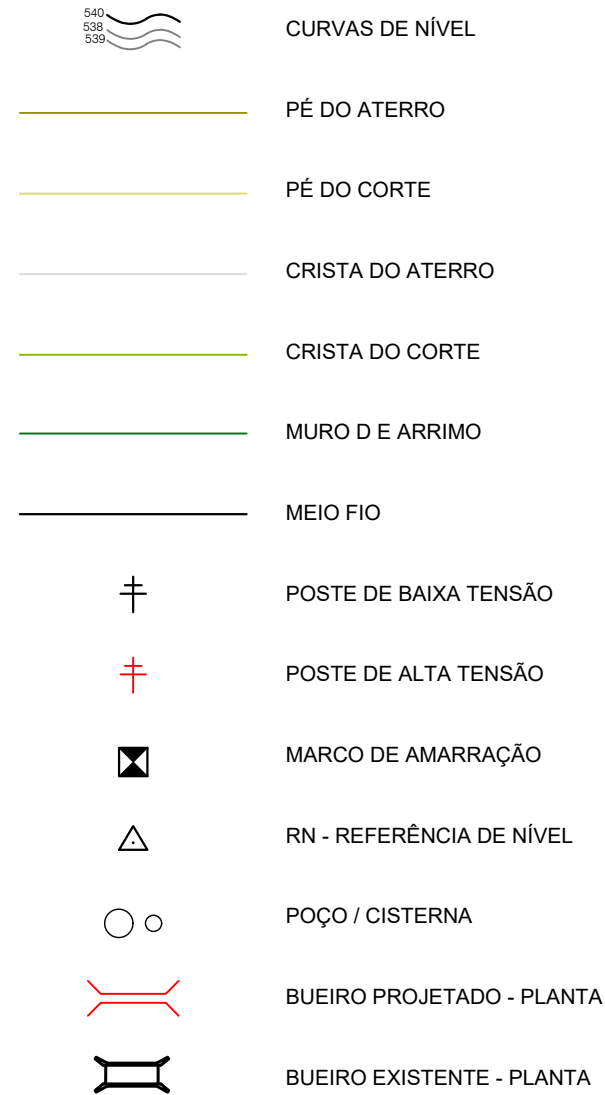 540
538
539
CURVAS DE NÍVEL
PÉ DO ATERRO
PÉ DO CORTE
CRISTA DO ATERRO
CRISTA DO CORTE
MURO D E ARRIMO
MEIO FIO
POSTE DE BAIXA TENSÃO
POSTE DE ALTA TENSÃO
MARCO DE AMARRAÇÃO
RN - REFERÊNCIA DE NÍVEL
POÇO / CISTERNA
BUEIRO PROJETADO - PLANTA
BUEIRO EXISTENTE - PLANTA